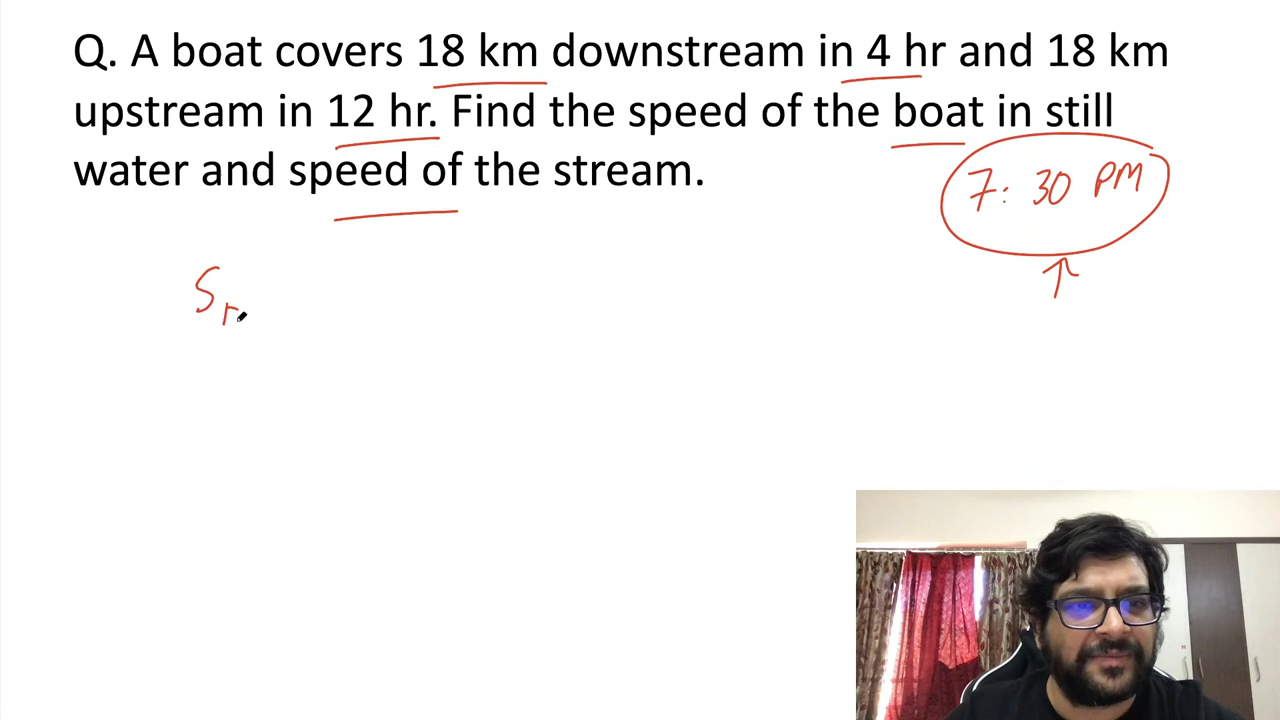 Q. A boat covers 18 km downstream in 4 hr and 18 km
upstream in 12 hr. Find the speed of the boat in still
water and speed of the stream.
7:30 PM
Sr